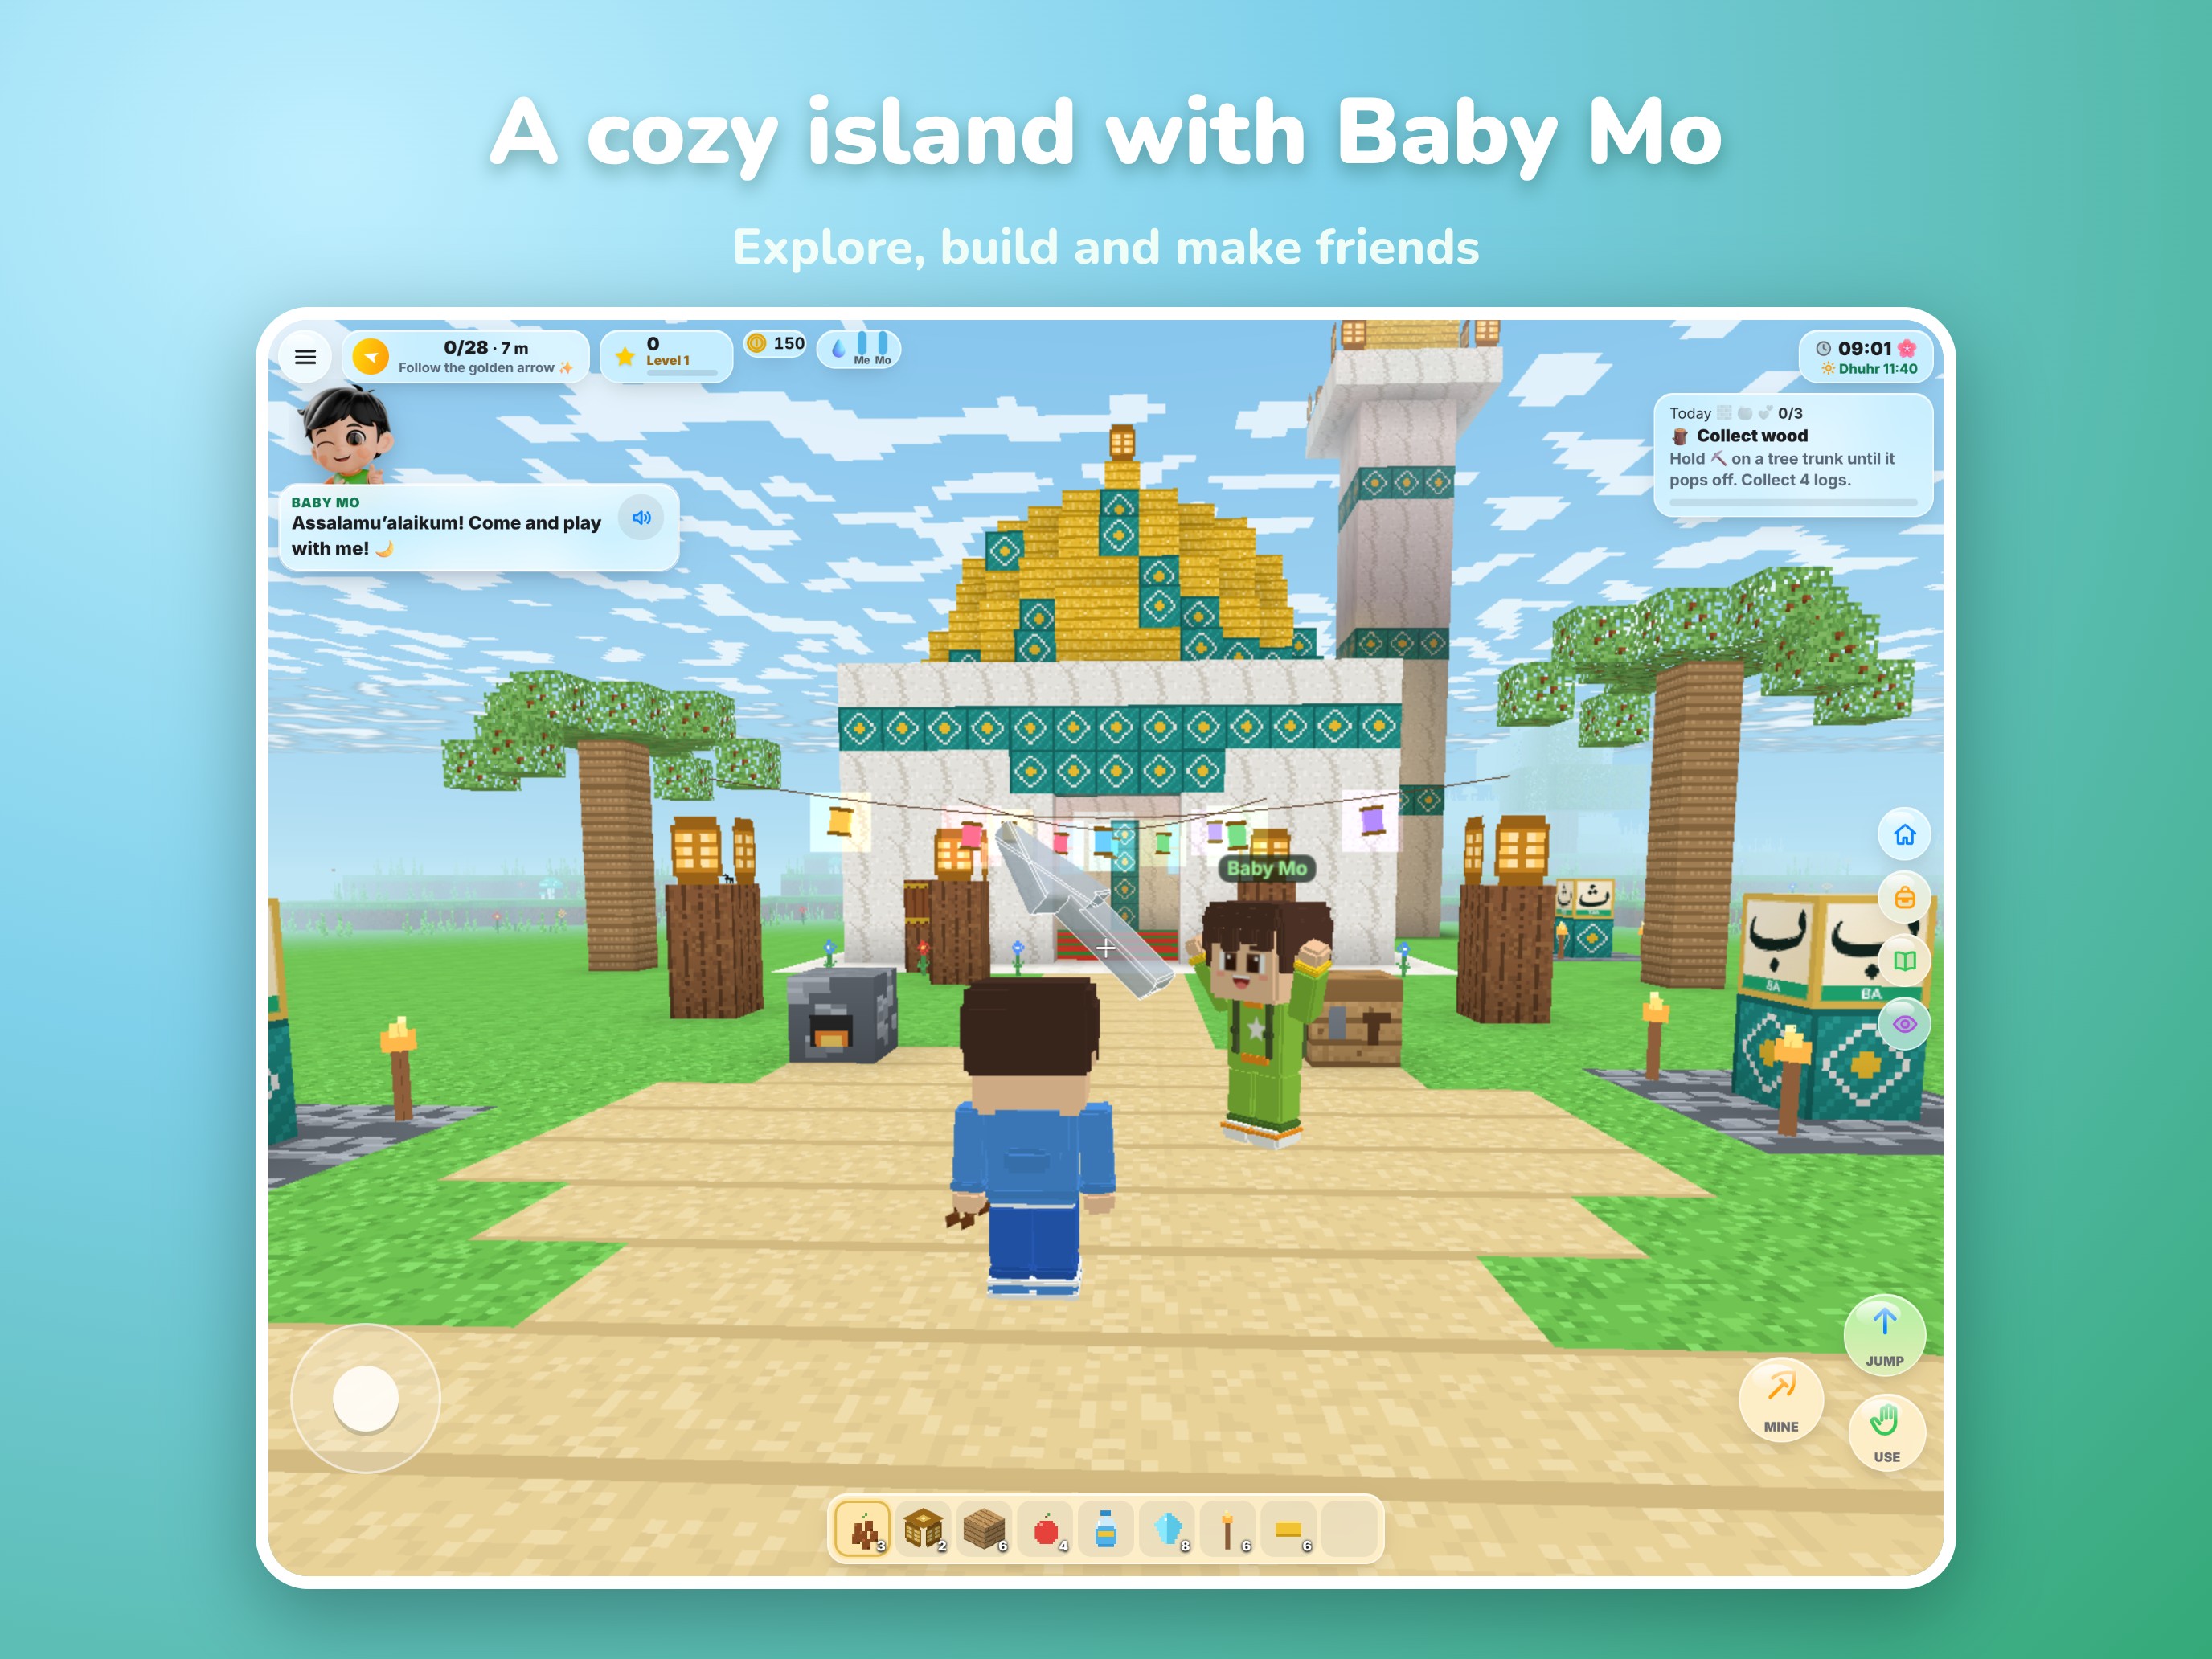 A cozy island with Baby Mo
Explore, build and make friends
0/28 · 7 m
Follow the golden arrow
0
Level 1
150
Me Mo
09:01
Dhuhr 11:40
Today 0/3
Collect wood
Hold on a tree trunk until it
pops off. Collect 4 logs.
BABY MO
Assalamu’alaikum! Come and play
with me!
Baby Mo
ث
ب
ب
BA
BA
JUMP
MINE
USE
3
2
6
4
8
6
6